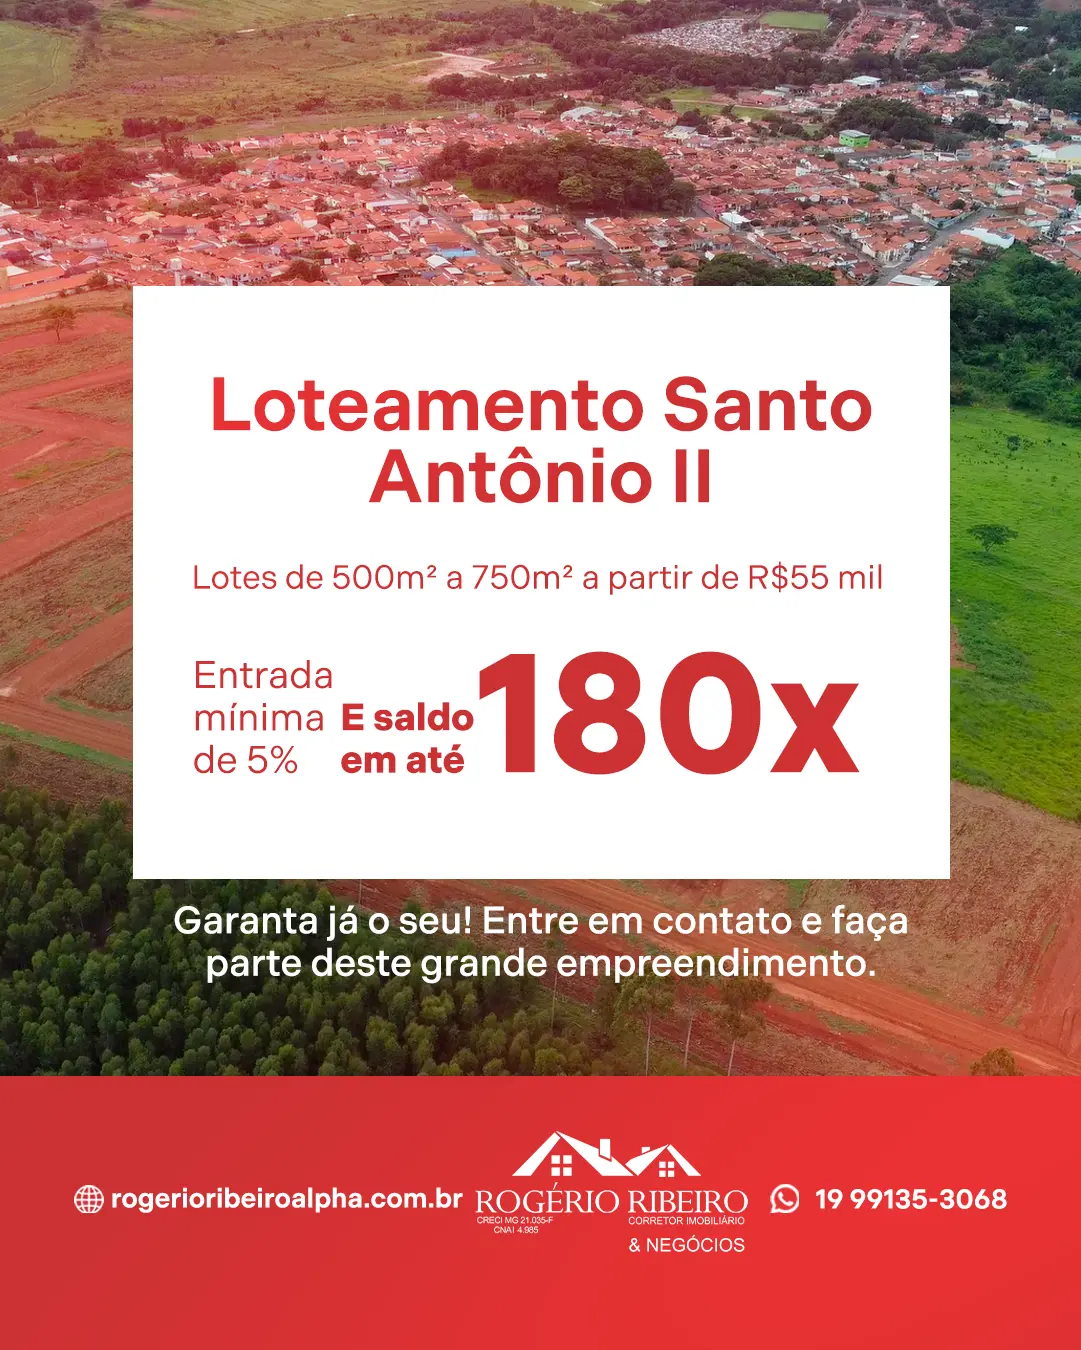 Loteamento Santo
Antônio II
Lotes de 500m² a 750m² a partir de R$55 mil
Entrada
mínima
de 5%
E saldo
em até
180x
Garanta já o seu! Entre em contato e faça
parte deste grande empreendimento.
rogerioribeiroalpha.com.br
ROGÉRIO RIBEIRO
CRECI MG 21.035-F
CNAI 4.985
CORRETOR IMOBILIÁRIO
& NEGÓCIOS
19 99135-3068